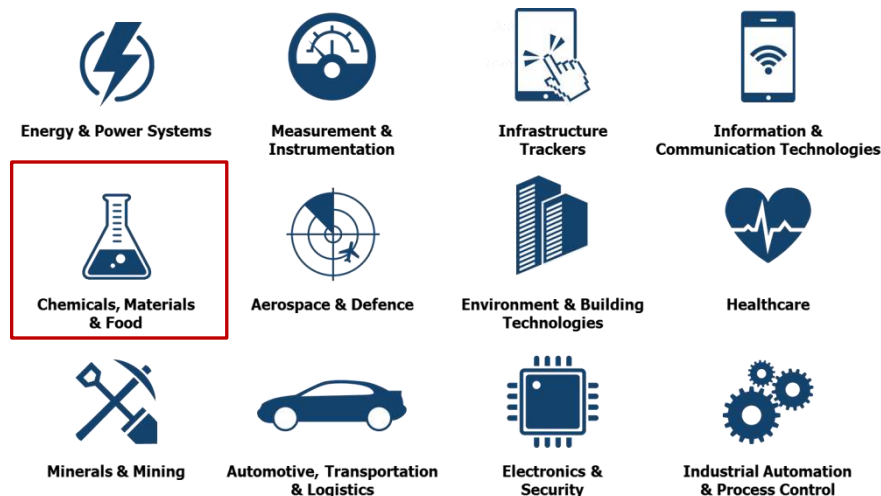 Energy & Power Systems
Measurement &
Instrumentation
Infrastructure
Trackers
Information &
Communication Technologies
Chemicals, Materials
& Food
Aerospace & Defence
Environment & Building
Technologies
Healthcare
Minerals & Mining
Automotive, Transportation
& Logistics
Electronics &
Security
Industrial Automation
& Process Control